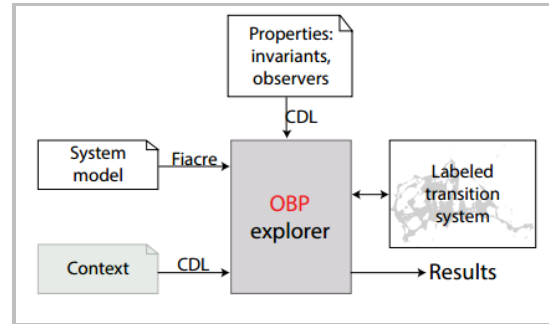 Properties:
invariants,
observers
CDL
System
model
Fiacre
OBP
explorer
Labeled
transition
system
Context
CDL
Results